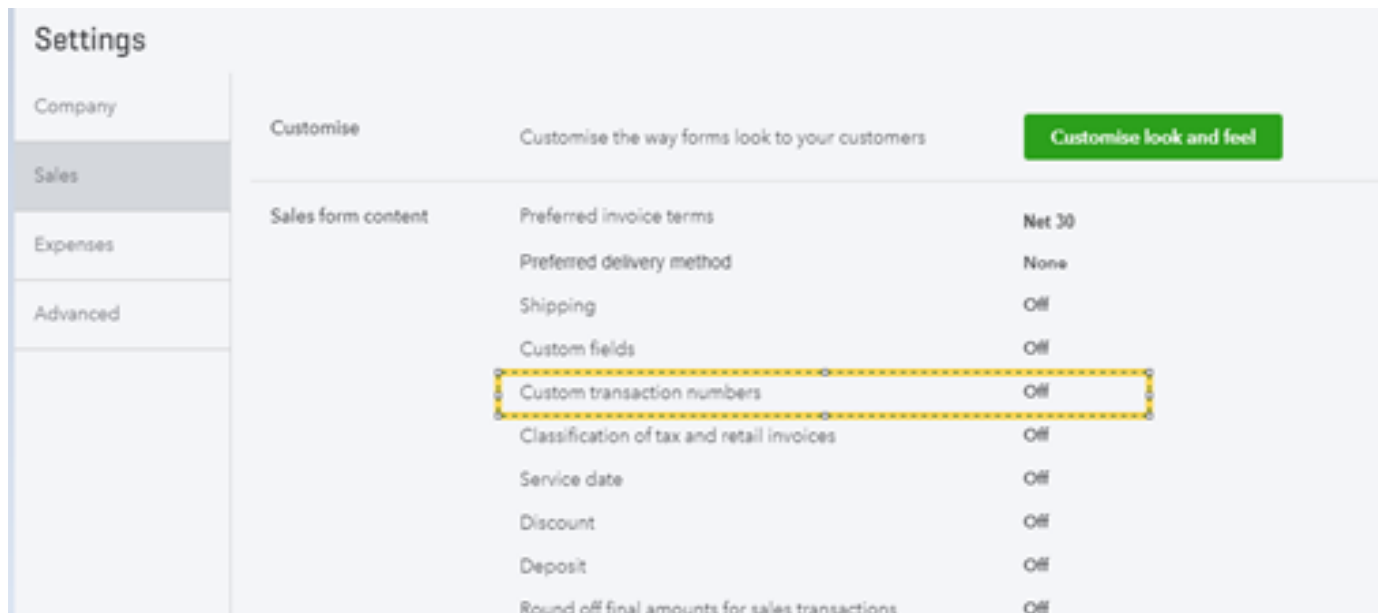 Settings
Company
Sales
Expenses
Advanced
Customise
Customise the way forms look to your customers
Customise look and feel
Sales form content
Preferred invoice terms
Net 30
Preferred delivery method
None
Shipping
Off
Custom fields
Off
Custom transaction numbers
Off
Classification of tax and retail invoices
Off
Service date
Off
Discount
Off
Deposit
Off
Round off final amounts for sales transactions
Off